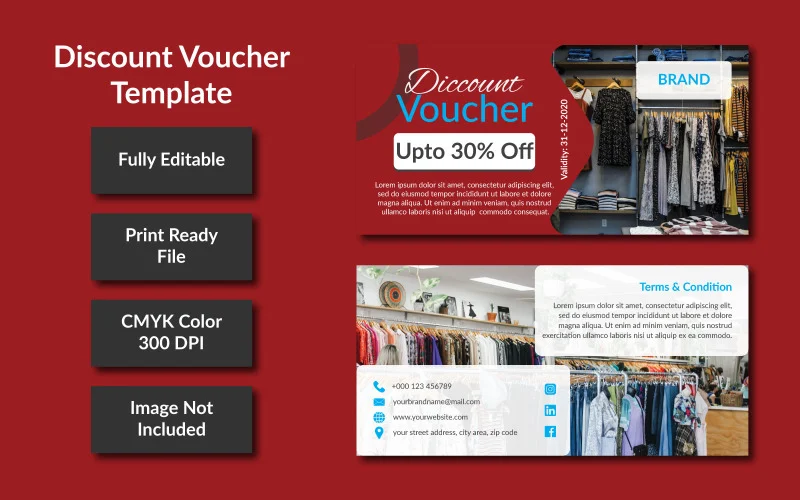 Discount Voucher
Template
Fully Editable
Print Ready
File
CMYK Color
300 DPI
Image Not
Included
Diccount
Voucher
Upto 30% Off
Lorem ipsum dolor sit amet, consectetur adipiscing elit,
sed do eiusmod tempor incididunt ut labore et dolore
magna aliqua. Ut enim ad minim veniam, quis nostrud
ullamco laboris nisi ut aliquip commodo consequat.
Validity: 31-12-2020
BRAND
Terms & Condition
Lorem ipsum dolor sit amet, consectetur adipiscing elit,
sed do eiusmod tempor incididunt ut labore et dolore
magna aliqua. Ut enim ad minim veniam, quis nostrud
exercitation ullamco laboris nisi ut aliquip ex ea commodo.
+000 123 456789
yourbrandname@mail.com
www.yourwebsite.com
your street address, city area, zip code